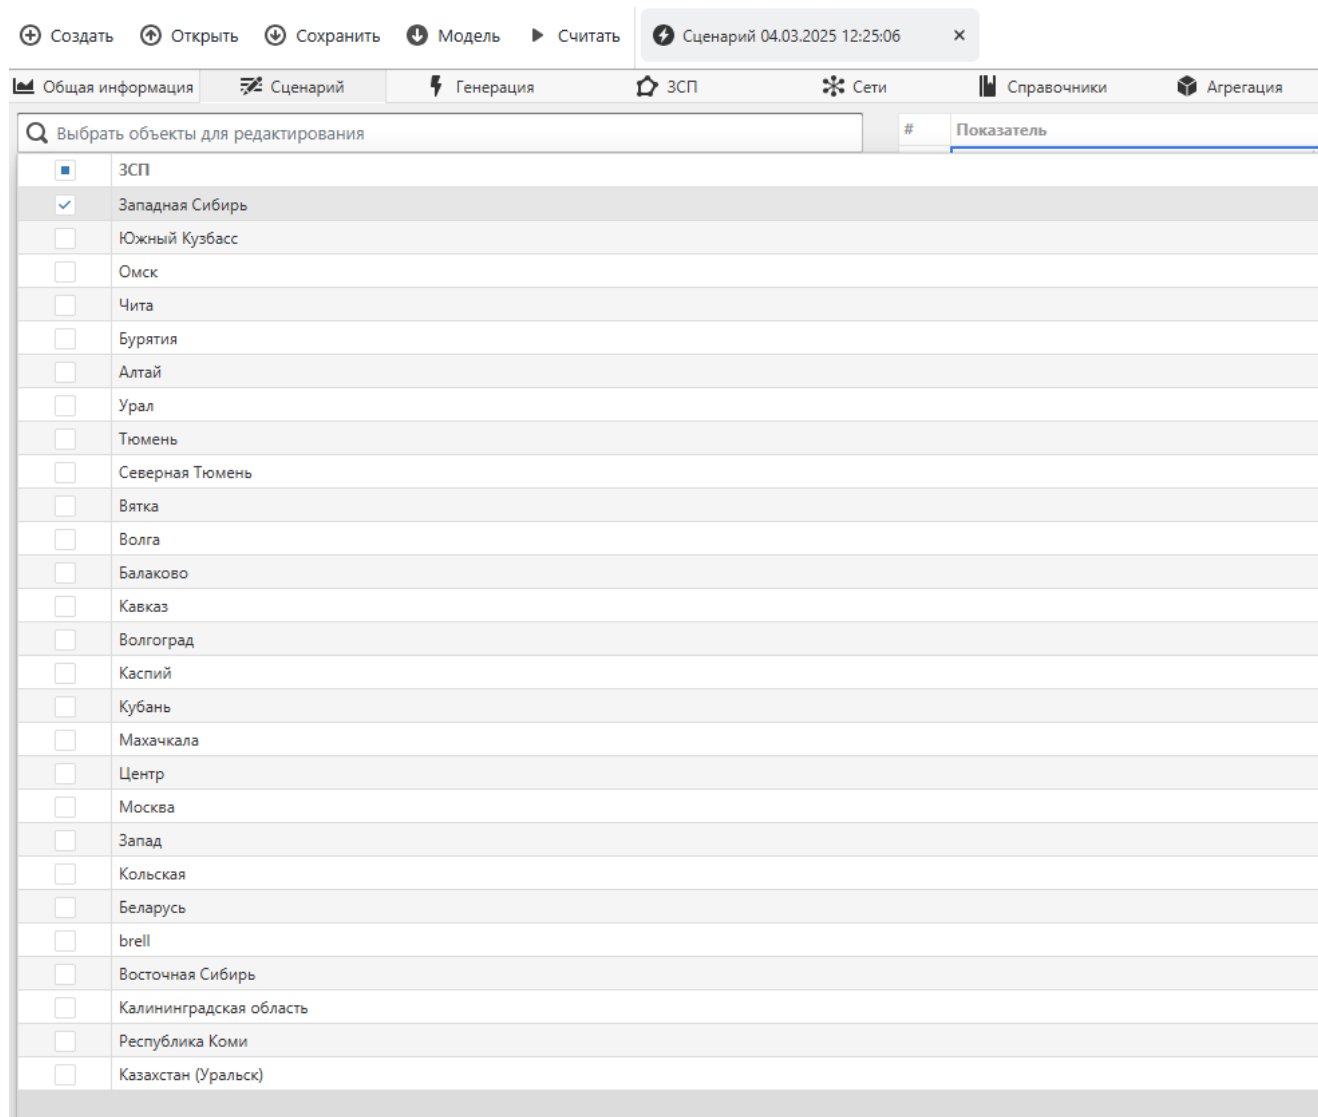 Создать Открыть Сохранить Модель Считать Сценарий 04.03.2025 12:25:06 ×
Общая информация Сценарий Генерация ЗСП Сети Справочники Агрегация
Выбрать объекты для редактирования # Показатель
ЗСП
Западная Сибирь
Южный Кузбасс
Омск
Чита
Бурятия
Алтай
Урал
Тюмень
Северная Тюмень
Вятка
Волга
Балаково
Кавказ
Волгоград
Каспий
Кубань
Махачкала
Центр
Москва
Запад
Кольская
Беларусь
brell
Восточная Сибирь
Калининградская область
Республика Коми
Казахстан (Уральск)